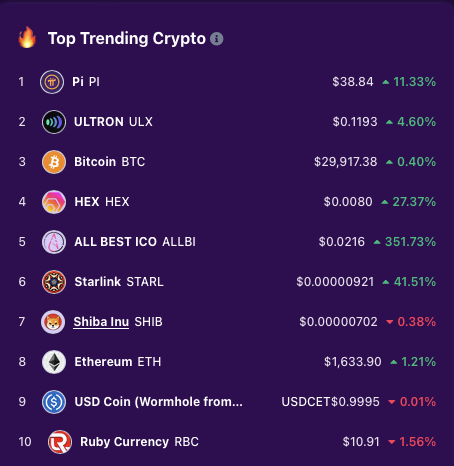 Top Trending Crypto
1 Pi PI $38.84 ▲ 11.33%
2 ULTRON ULX $0.1193 ▲ 4.60%
3 Bitcoin BTC $29,917.38 ▲ 0.40%
4 HEX HEX $0.0080 ▲ 27.37%
5 ALL BEST ICO ALLBI $0.0216 ▲ 351.73%
6 Starlink STARL $0.00000921 ▲ 41.51%
7 Shiba Inu SHIB $0.00000702 ▼ 0.38%
8 Ethereum ETH $1,633.90 ▲ 1.21%
9 USD Coin (Wormhole from... USDCET$0.9995 ▼ 0.01%
10 Ruby Currency RBC $10.91 ▼ 1.56%